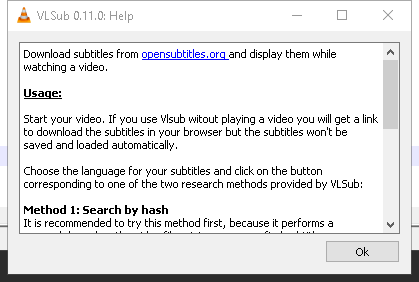 VLSub 0.11.0: Help
Download subtitles from opensubtitles.org and display them while
watching a video.
Usage:
Start your video. If you use Vlsub witout playing a video you will get a link
to download the subtitles in your browser but the subtitles won't be
saved and loaded automatically.
Choose the language for your subtitles and click on the button
corresponding to one of the two research methods provided by VLSub:
Method 1: Search by hash
It is recommended to try this method first, because it performs a
Ok